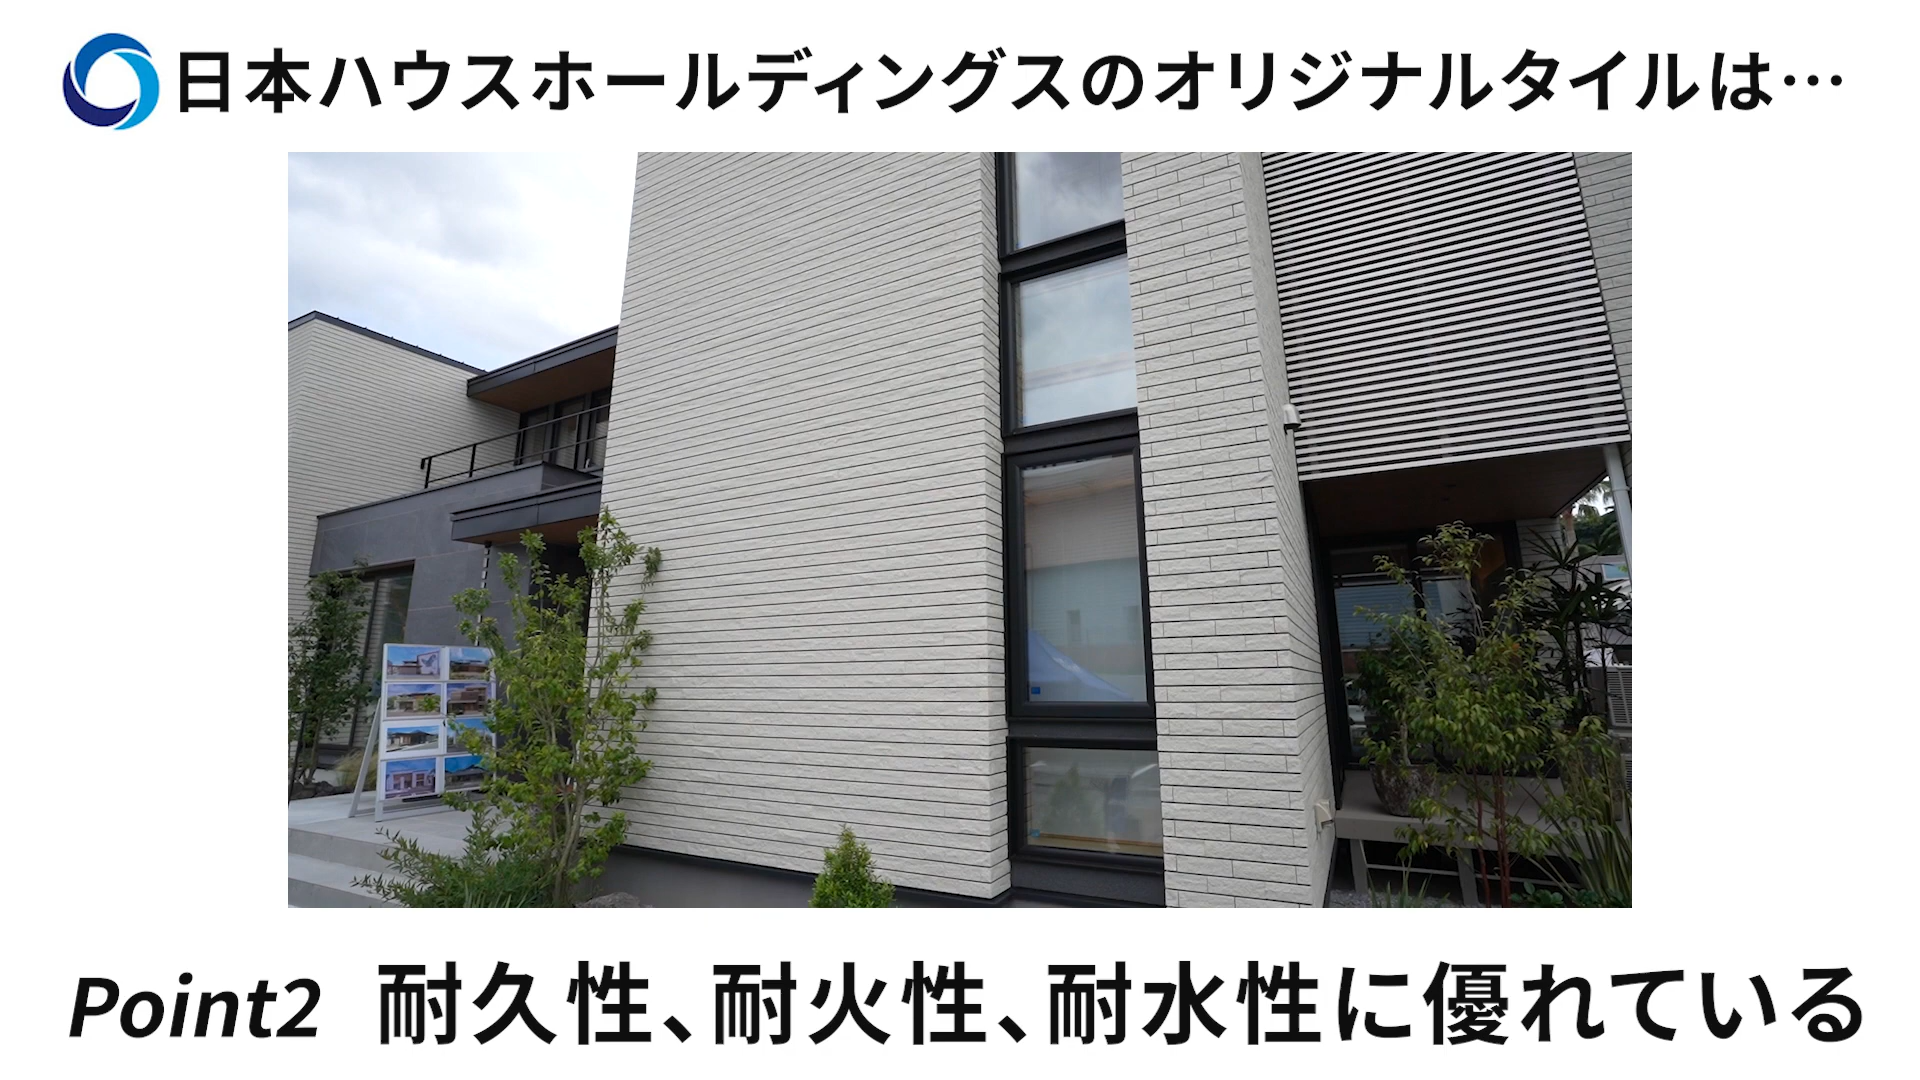 日本ハウスホールディングスのオリジナルタイルは…
Point2 耐久性、耐火性、耐水性に優れている